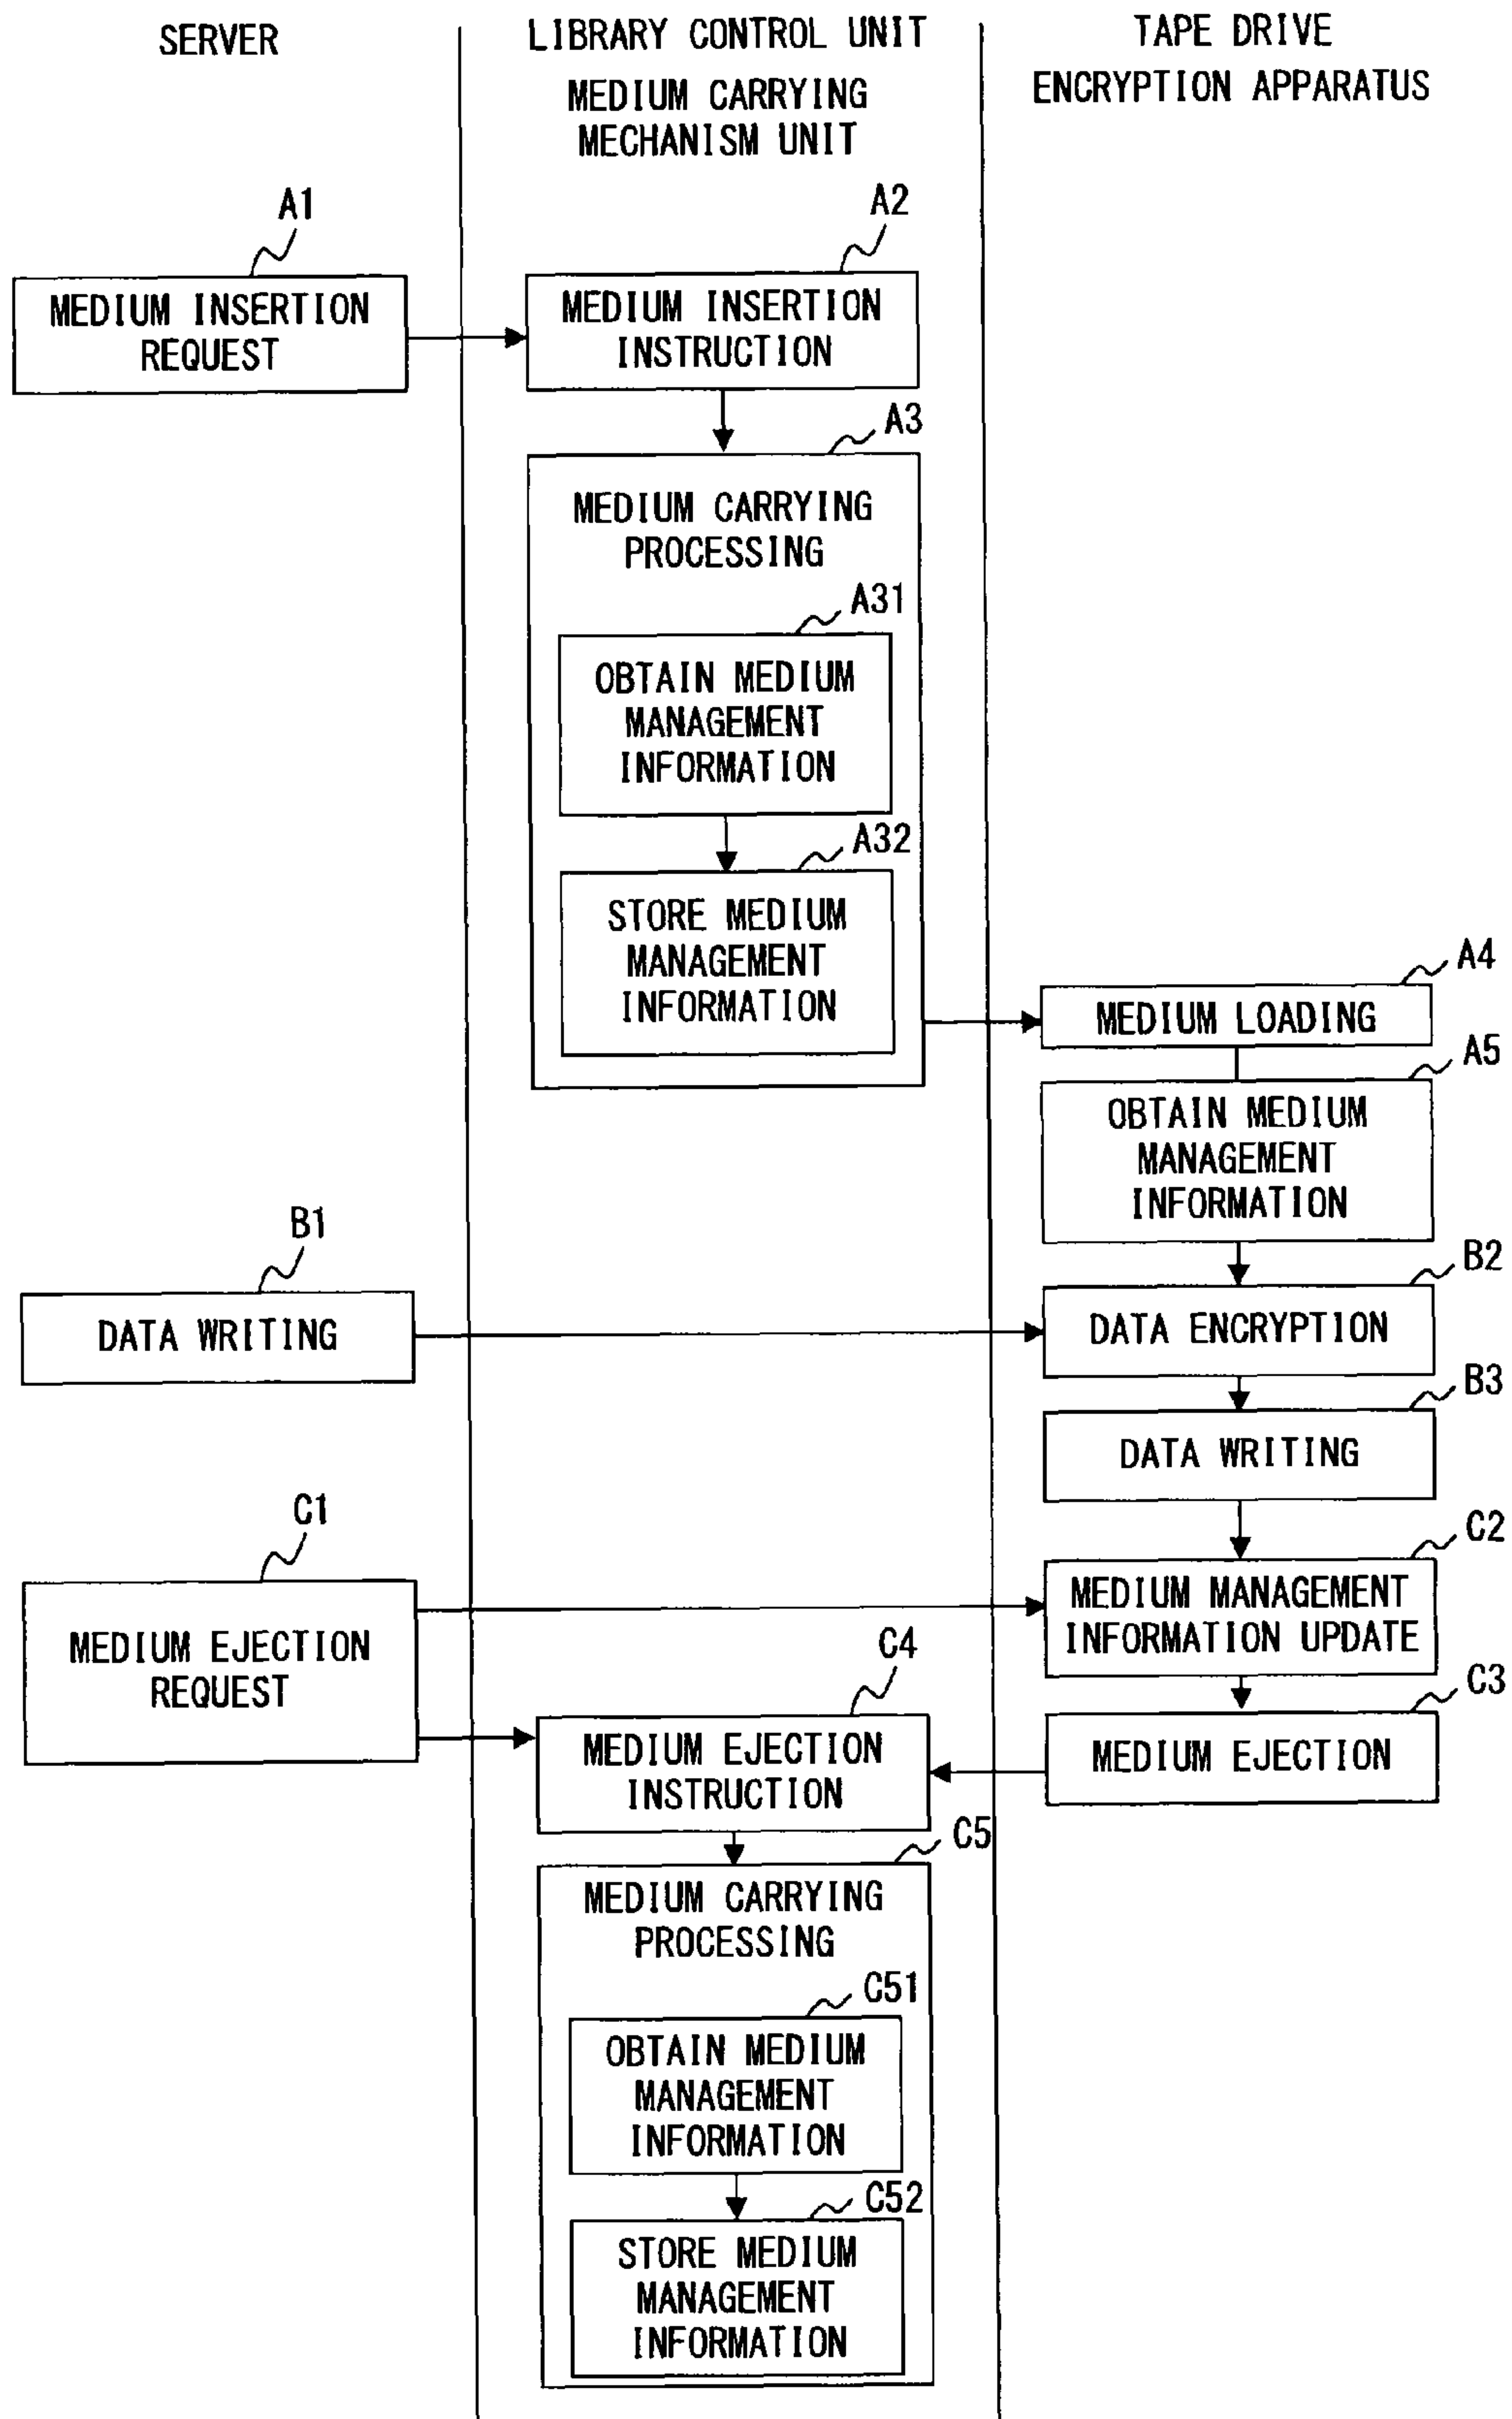 SERVER
LIBRARY CONTROL UNIT
MEDIUM CARRYING
MECHANISM UNIT
TAPE DRIVE
ENCRYPTION APPARATUS
A1
MEDIUM INSERTION
REQUEST
A2
MEDIUM INSERTION
INSTRUCTION
A3
MEDIUM CARRYING
PROCESSING
A31
OBTAIN MEDIUM
MANAGEMENT
INFORMATION
A32
STORE MEDIUM
MANAGEMENT
INFORMATION
A4
MEDIUM LOADING
A5
OBTAIN MEDIUM
MANAGEMENT
INFORMATION
B1
DATA WRITING
B2
DATA ENCRYPTION
B3
DATA WRITING
C1
MEDIUM EJECTION
REQUEST
C2
MEDIUM MANAGEMENT
INFORMATION UPDATE
C3
MEDIUM EJECTION
C4
MEDIUM EJECTION
INSTRUCTION
C5
MEDIUM CARRYING
PROCESSING
C51
OBTAIN MEDIUM
MANAGEMENT
INFORMATION
C52
STORE MEDIUM
MANAGEMENT
INFORMATION